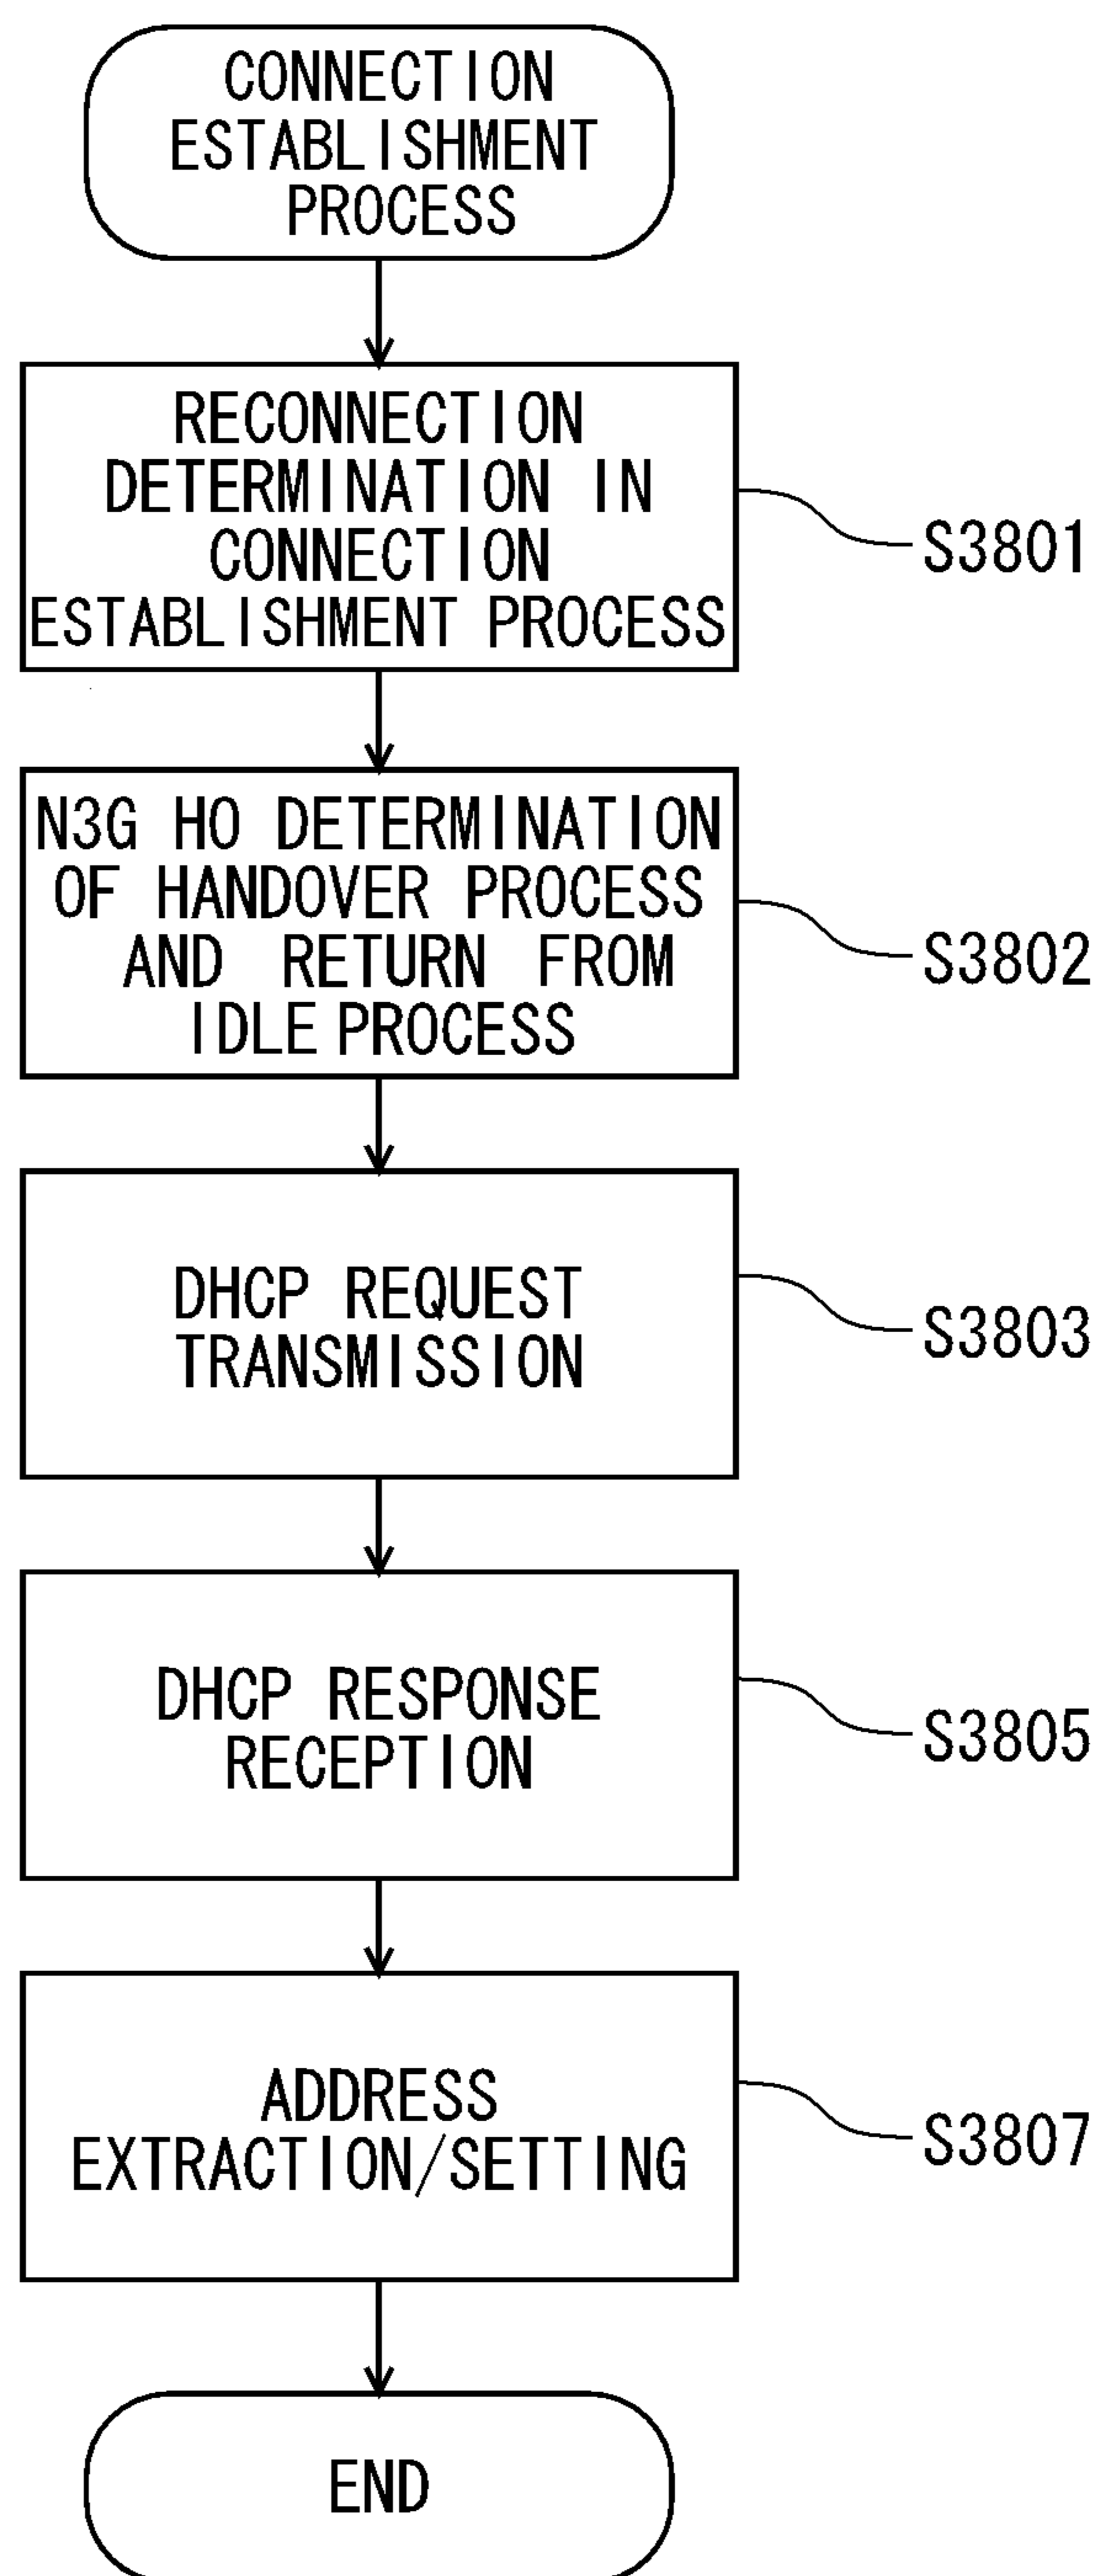 CONNECTION
ESTABLISHMENT
PROCESS
RECONNECTION
DETERMINATION IN
CONNECTION
ESTABLISHMENT PROCESS
S3801
N3G HO DETERMINATION
OF HANDOVER PROCESS
AND RETURN FROM
IDLE PROCESS
S3802
DHCP REQUEST
TRANSMISSION
S3803
DHCP RESPONSE
RECEPTION
S3805
ADDRESS
EXTRACTION/SETTING
S3807
END